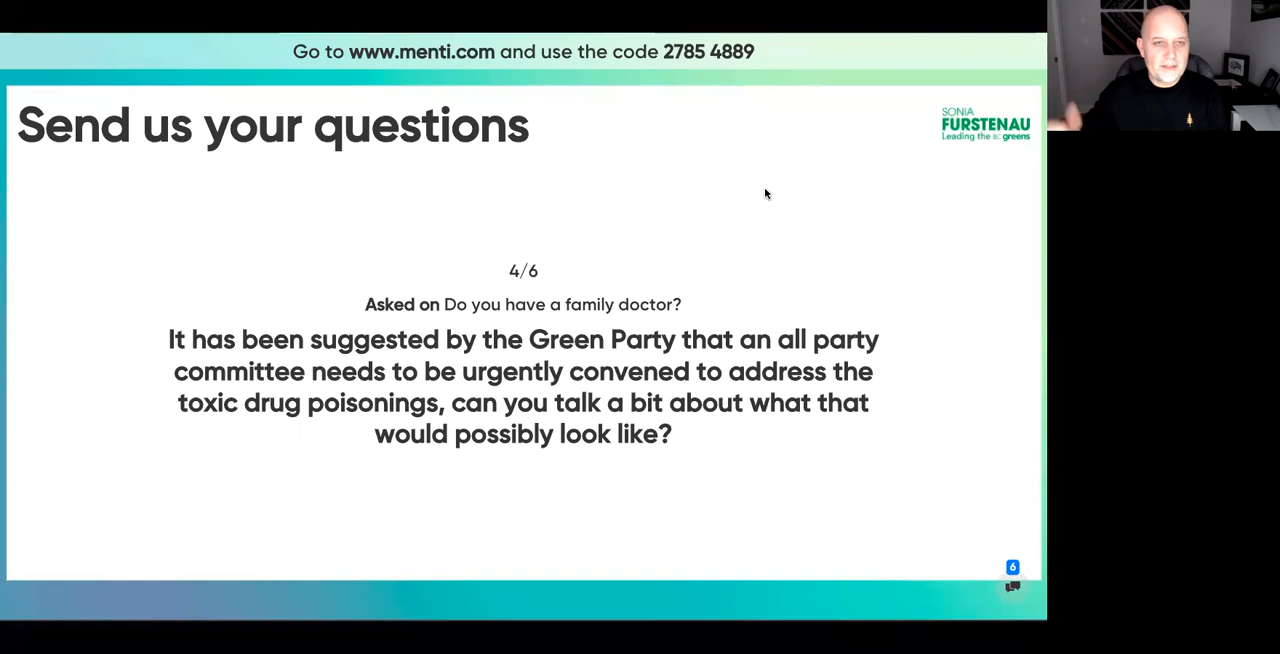 Go to www.menti.com and use the code 2785 4889
Send us your questions
SONIA
FURSTENAU
Leading the BC greens
4/6
Asked on Do you have a family doctor?
It has been suggested by the Green Party that an all party
committee needs to be urgently convened to address the
toxic drug poisonings, can you talk a bit about what that
would possibly look like?
6